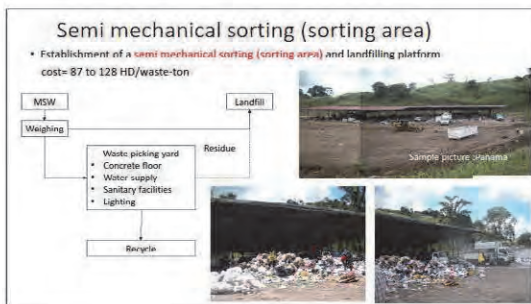 Semi mechanical sorting (sorting area)
• Establishment of a semi mechanical sorting (sorting area) and landfilling platform
cost= 87 to 128 HD/waste-ton
MSW
Landfill
Weighing
Waste picking yard
• Concrete floor
• Water supply
• Sanitary facilities
• Lighting
Residue
Recycle
Sample picture :Panama